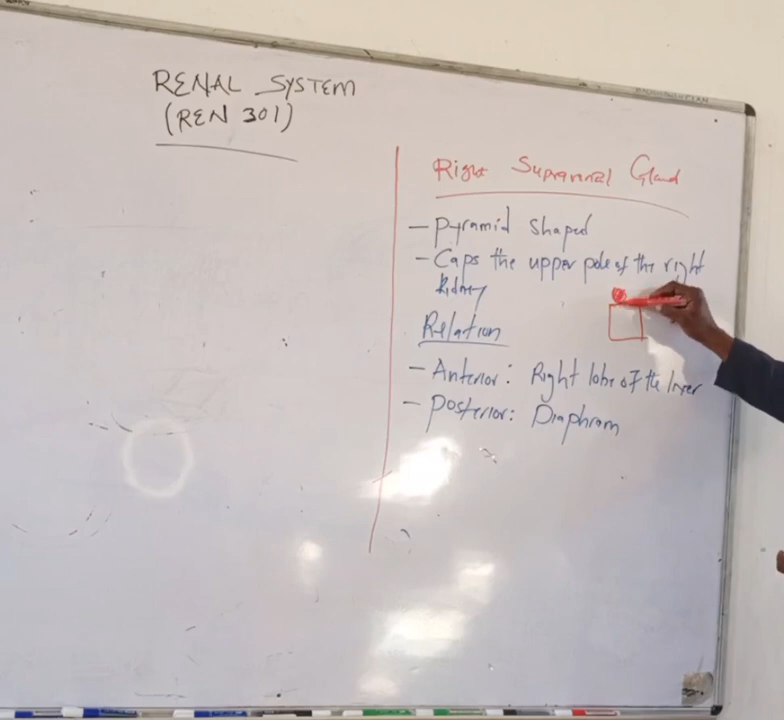 RENAL SYSTEM
(REN 301)
Right Suprarenal Gland
- Pyramid Shaped
- Caps the upper pole of the right
kidney
Relation
- Anterior: Right lobe of the liver
- Posterior: Diaphram